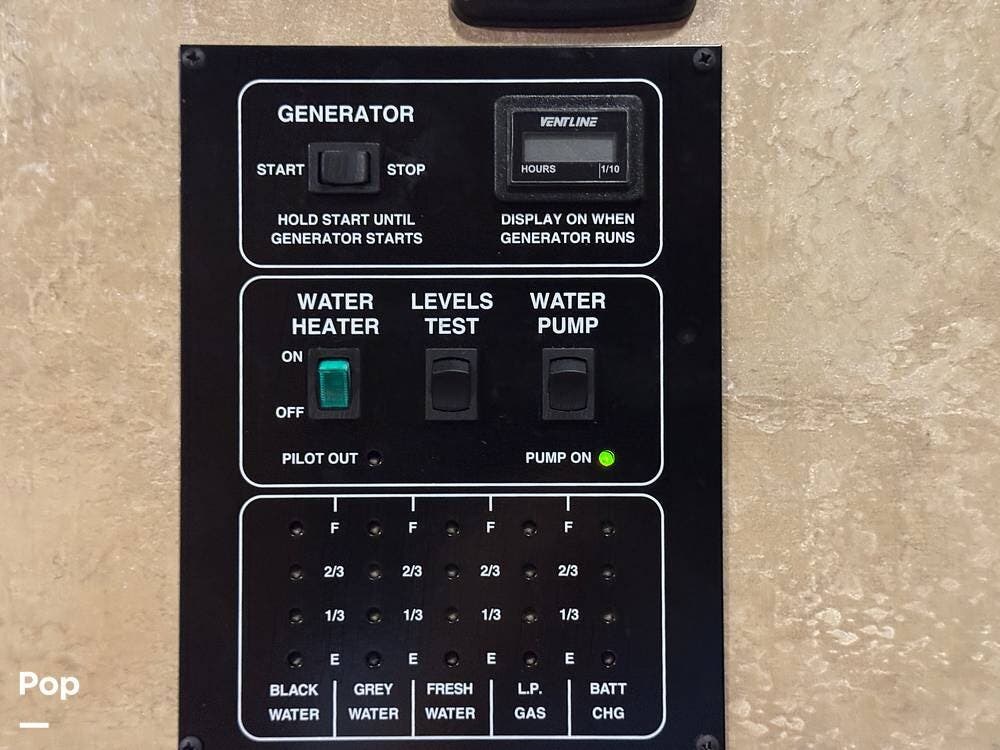 GENERATOR
VENTLINE
START STOP
HOURS 1/10
HOLD START UNTIL
GENERATOR STARTS
DISPLAY ON WHEN
GENERATOR RUNS
WATER
HEATER
LEVELS
TEST
WATER
PUMP
ON
OFF
PILOT OUT
PUMP ON
F F F F
2/3 2/3 2/3 2/3
1/3 1/3 1/3 1/3
E E E E
BLACK
WATER
GREY
WATER
FRESH
WATER
L.P.
GAS
BATT
CHG
Pop